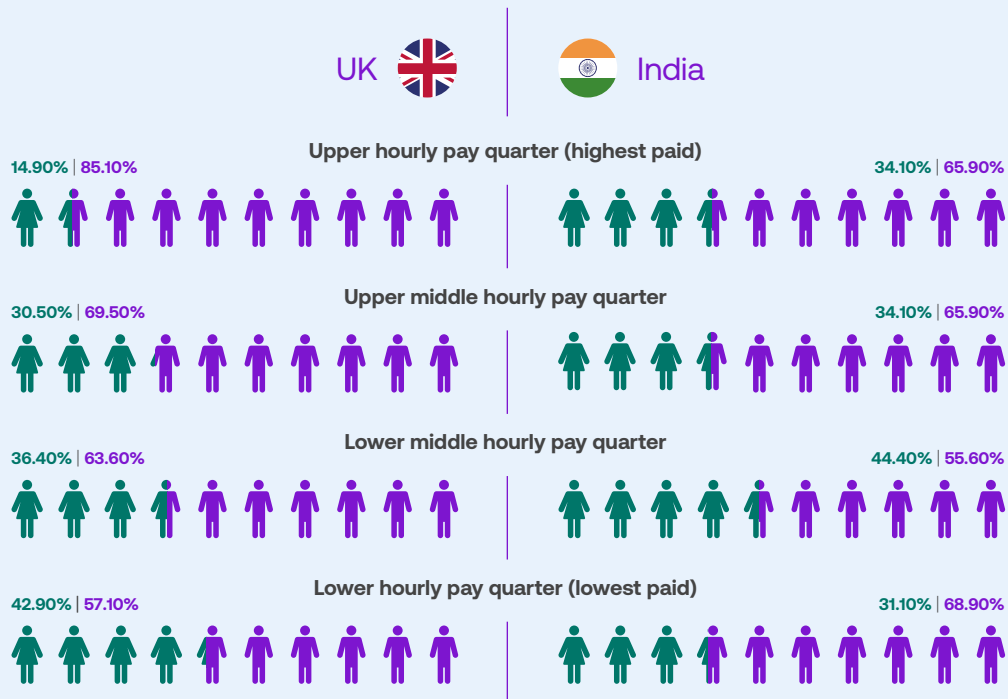 UK
India
Upper hourly pay quarter (highest paid)
14.90% | 85.10%
34.10% | 65.90%
Upper middle hourly pay quarter
30.50% | 69.50%
34.10% | 65.90%
Lower middle hourly pay quarter
36.40% | 63.60%
44.40% | 55.60%
Lower hourly pay quarter (lowest paid)
42.90% | 57.10%
31.10% | 68.90%